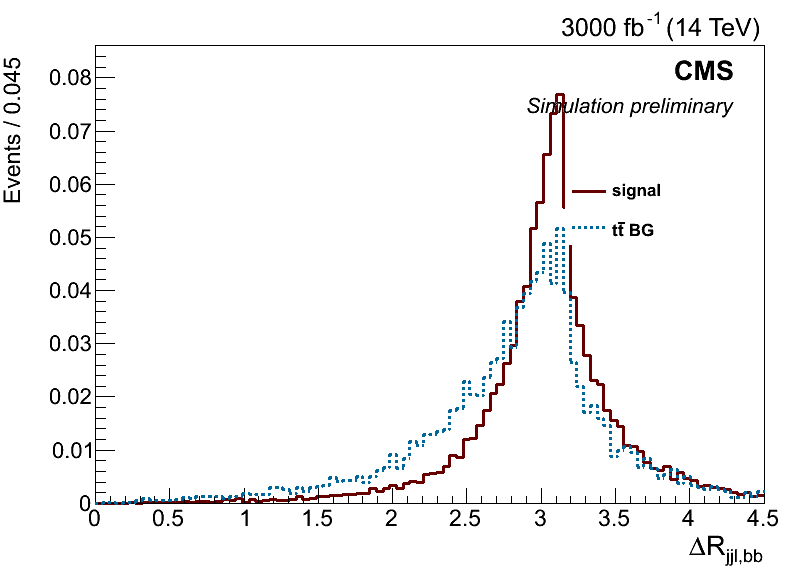 3000 fb⁻¹ (14 TeV)
CMS
Simulation preliminary
Events / 0.045
0.08
0.07
0.06
0.05
0.04
0.03
0.02
0.01
0
signal
tt̄ BG
0 0.5 1 1.5 2 2.5 3 3.5 4 4.5
ΔR_jjl,bb